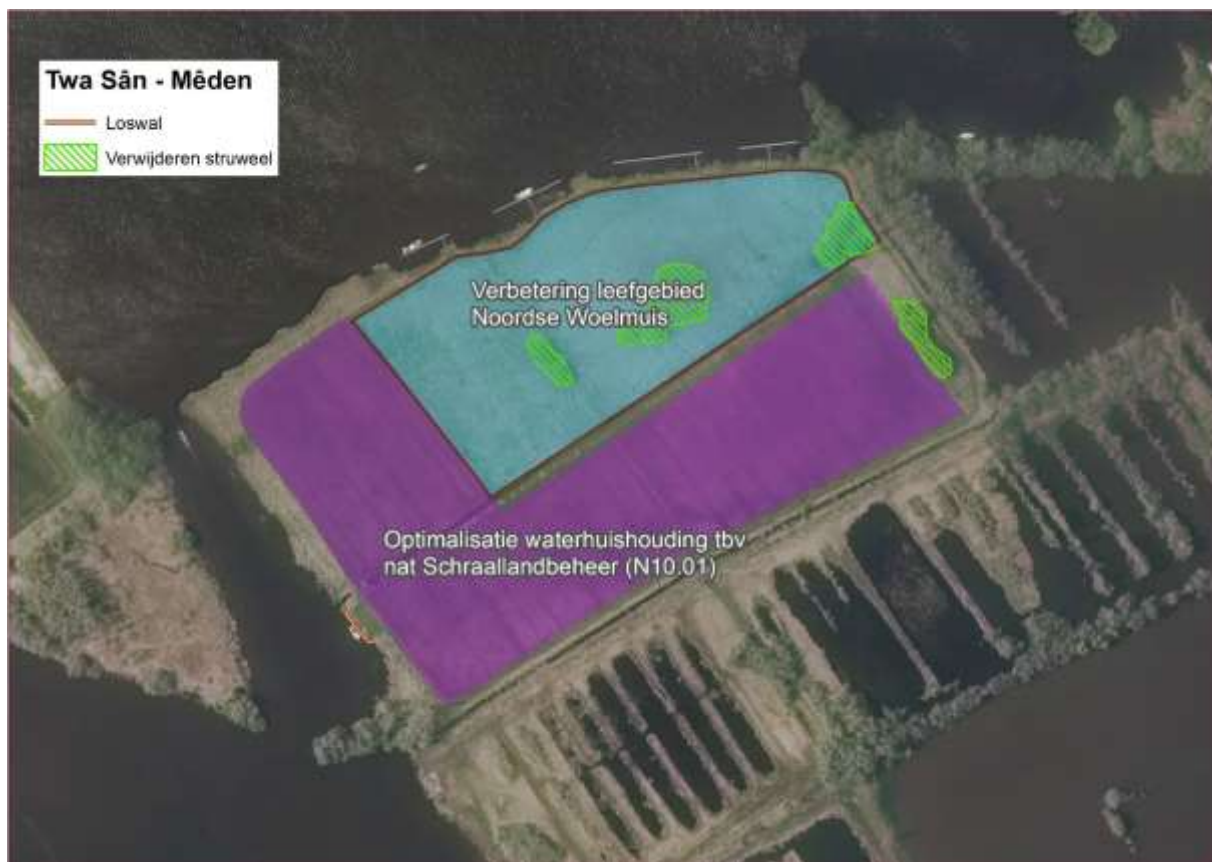 Twa Sân - Mêden
Loswal
Verwijderen struweel
Verbetering leefgebied
Noordse Woelmuis
Optimalisatie waterhuishouding tbv
nat Schraallandbeheer (N10.01)